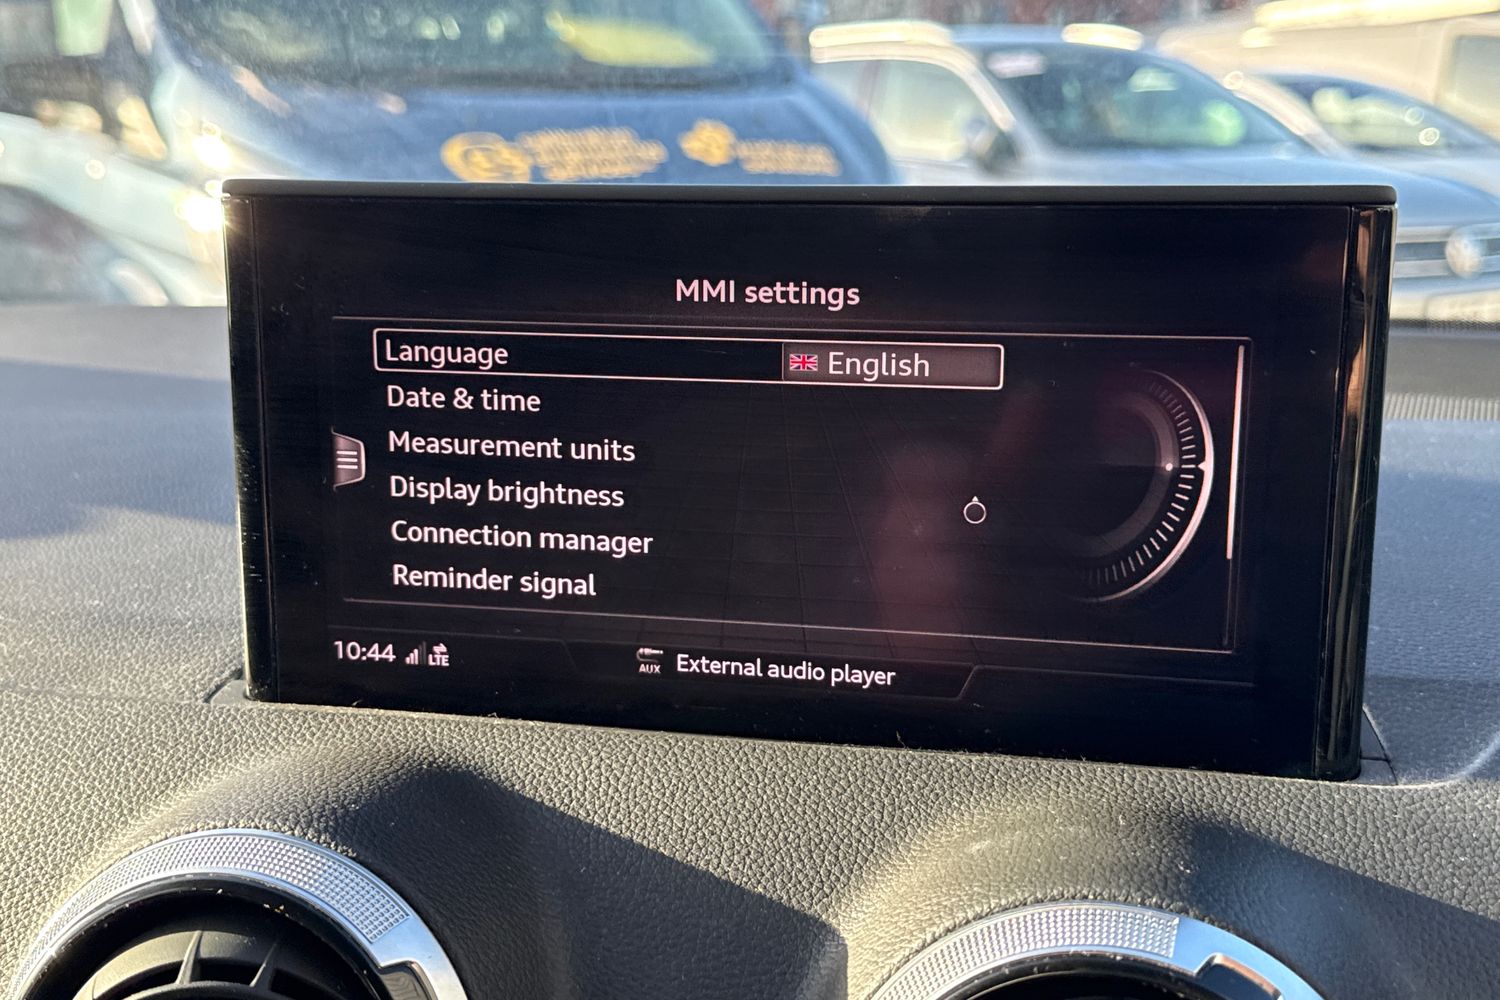 MMI settings
Language English
Date & time
Measurement units
Display brightness
Connection manager
Reminder signal
10:44 LTE AUX External audio player